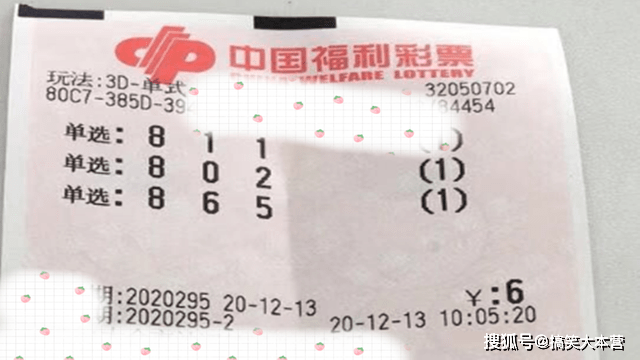 中国福利彩票
WELFARE LOTTERY
玩法:3D-单式 32050702
80C7-385D-39 84454
单选: 8 1 1 (1)
单选: 8 0 2 (1)
单选: 8 6 5 (1)
¥:6
期:2020295 20-12-13
期:2020295-2 20-12-13 10:05:20
搜狐号@搞笑大本营